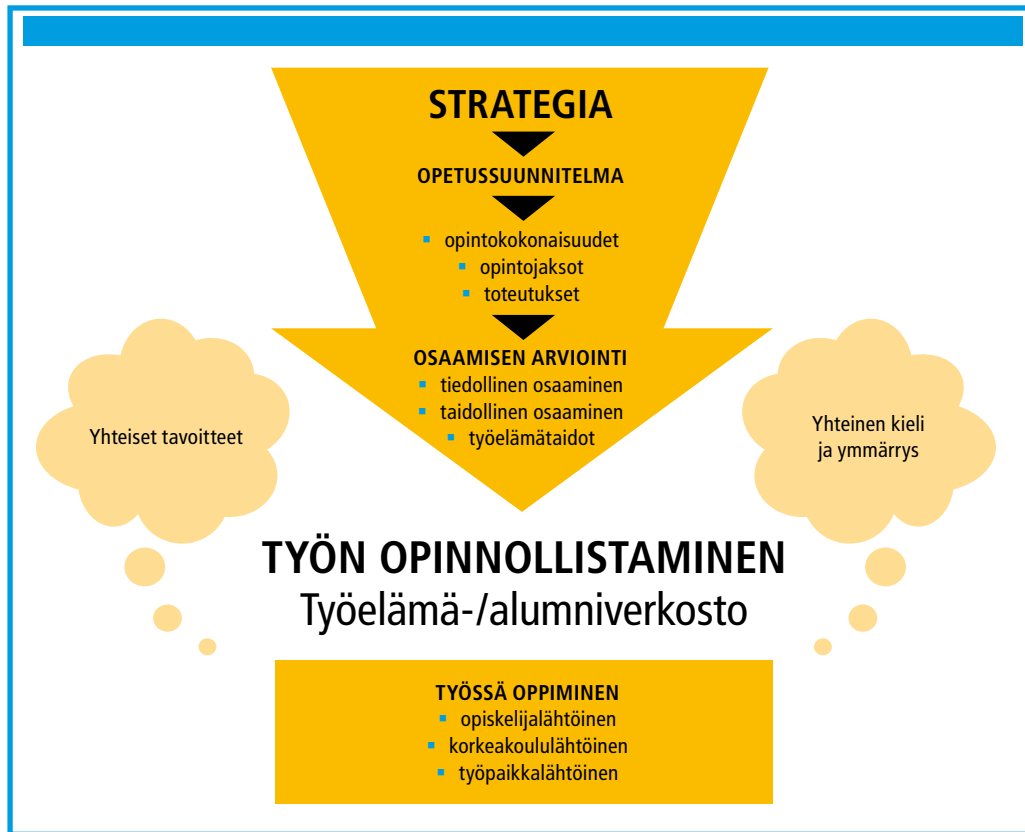 STRATEGIA
OPETUSSUUNNITELMA
▪ opintokokonaisuudet
▪ opintojaksot
▪ toteutukset
OSAAMISEN ARVIOINTI
▪ tiedollinen osaaminen
▪ taidollinen osaaminen
▪ työelämätaidot
Yhteiset tavoitteet
Yhteinen kieli
ja ymmärrys
TYÖN OPINNOLLISTAMINEN
Työelämä-/alumniverkosto
TYÖSSÄ OPPIMINEN
▪ opiskelijalähtöinen
▪ korkeakoululähtöinen
▪ työpaikkalähtöinen